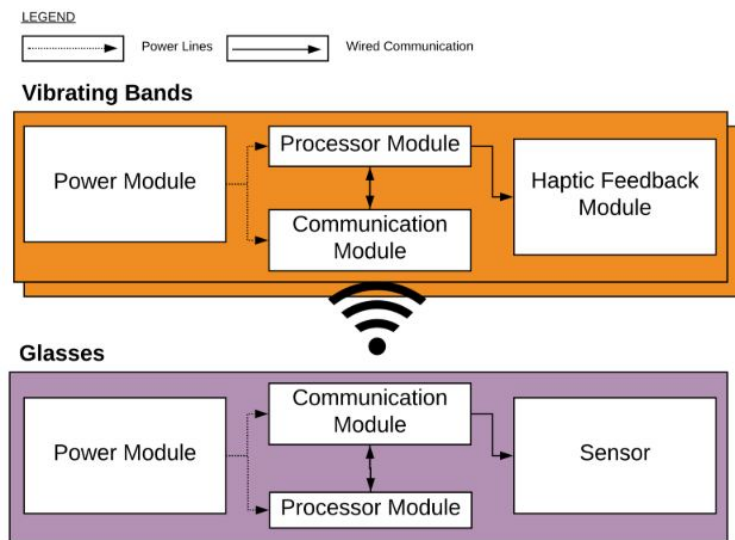 LEGEND
Power Lines
Wired Communication
Vibrating Bands
Power Module
Processor Module
Communication
Module
Haptic Feedback
Module
Glasses
Power Module
Communication
Module
Processor Module
Sensor